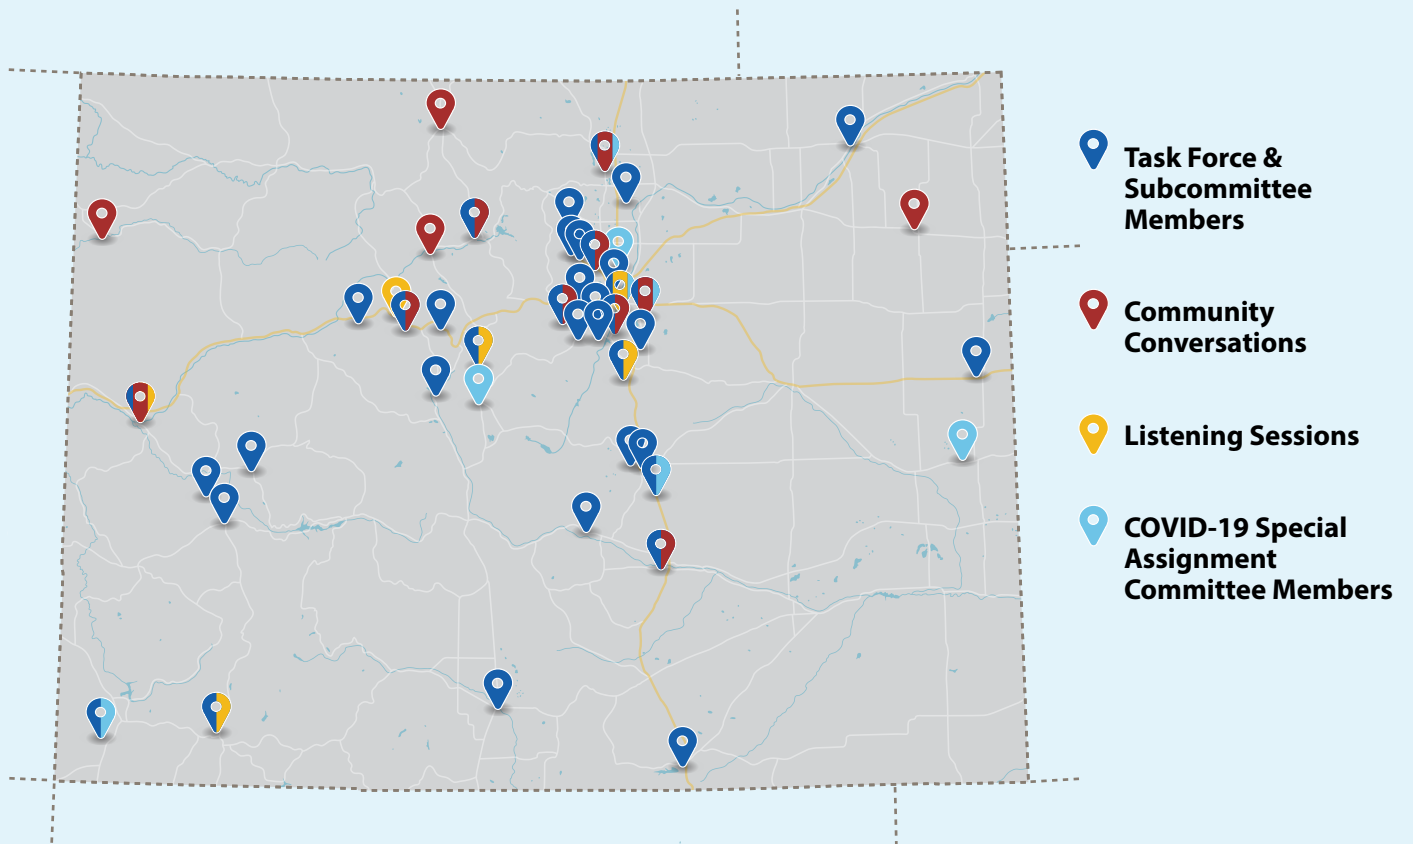 Task Force &
Subcommittee
Members
Community
Conversations
Listening Sessions
COVID-19 Special
Assignment
Committee Members